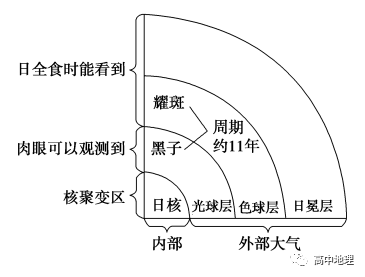 日全食时能看到
耀斑
周期
约11年
肉眼可以观测到
黑子
核聚变区
日核
光球层
色球层
日冕层
内部
外部大气
高中地理